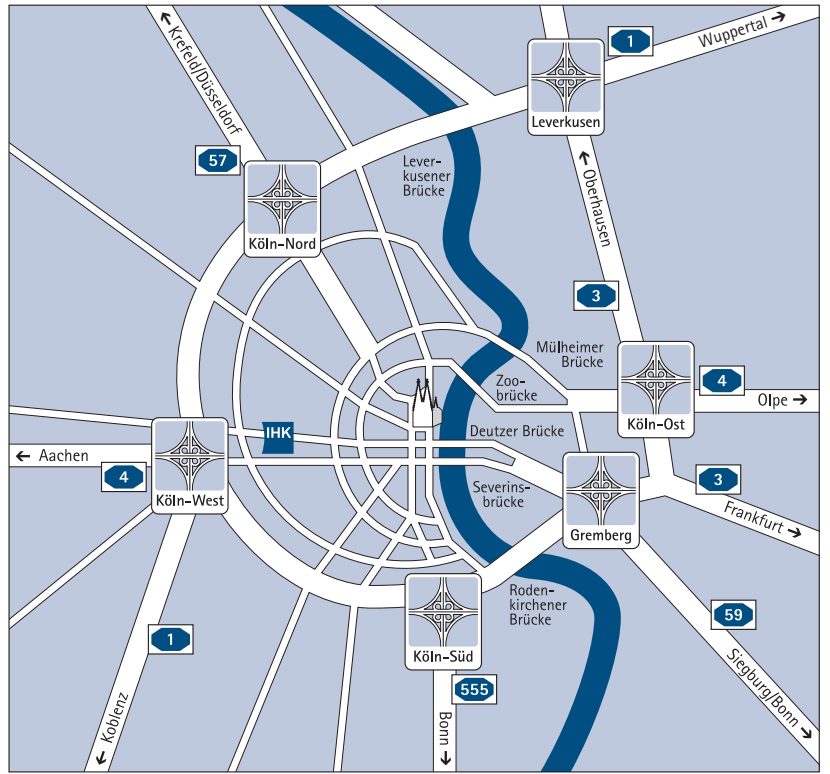 1
Wuppertal →
← Krefeld/Düsseldorf
Leverkusen
57
Lever-
kusener
Brücke
← Oberhausen
Köln-Nord
3
Mülheimer
Brücke
Zoo-
brücke
4
Köln-Ost
Olpe →
IHK
Deutzer Brücke
← Aachen
4
Köln-West
Severins-
brücke
3
Frankfurt →
Gremberg
Roden-
kirchener
Brücke
59
1
Köln-Süd
Siegburg/Bonn →
555
← Koblenz
Bonn →